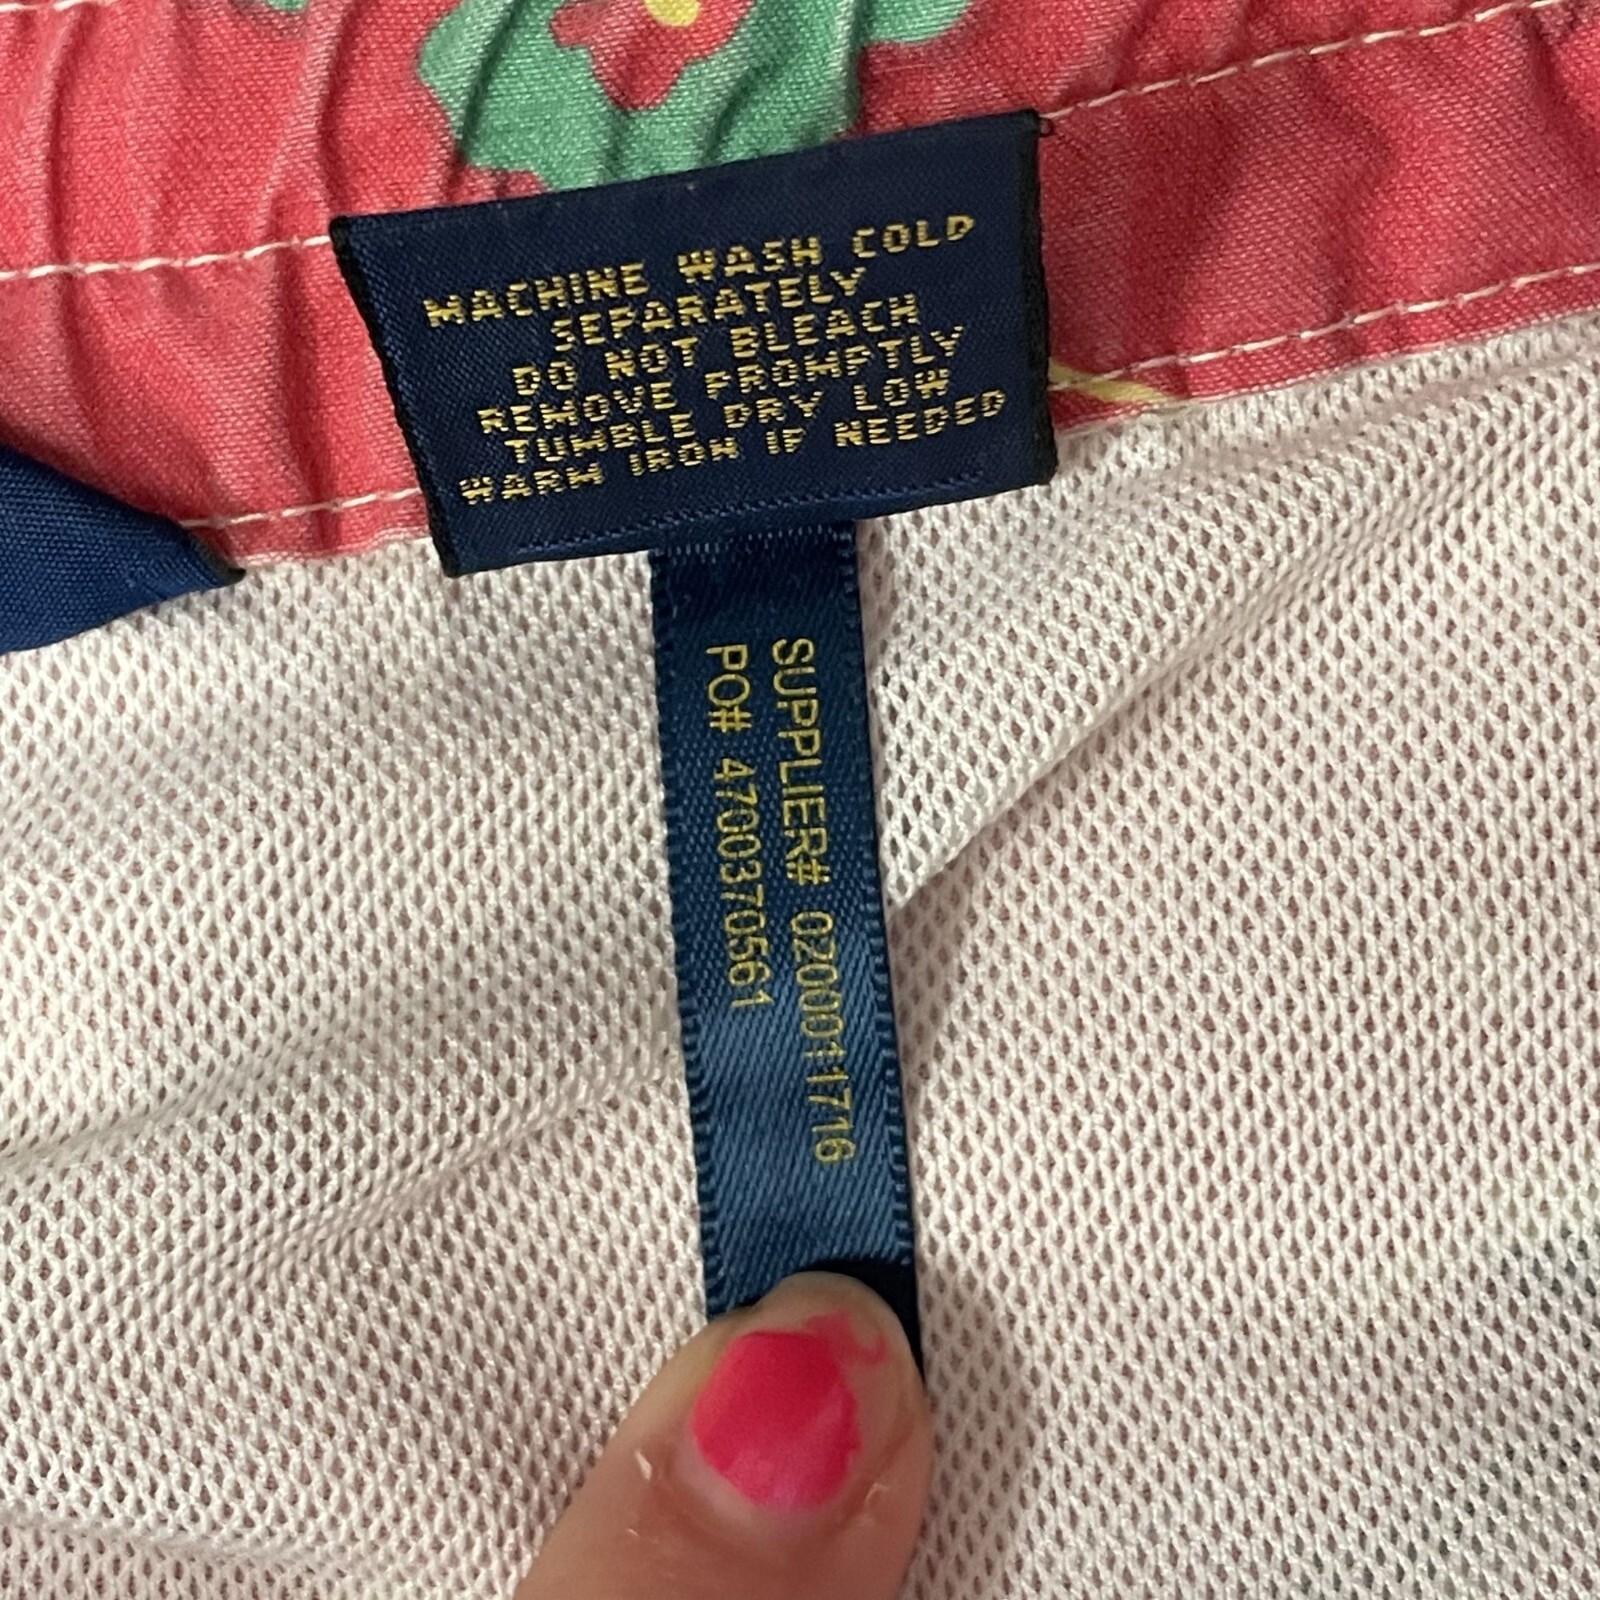 MACHINE WASH COLD
SEPARATELY
DO NOT BLEACH
REMOVE PROMPTLY
TUMBLE DRY LOW
WARM IRON IF NEEDED
SUPPLIER# 0200011716
PO# 4700370561